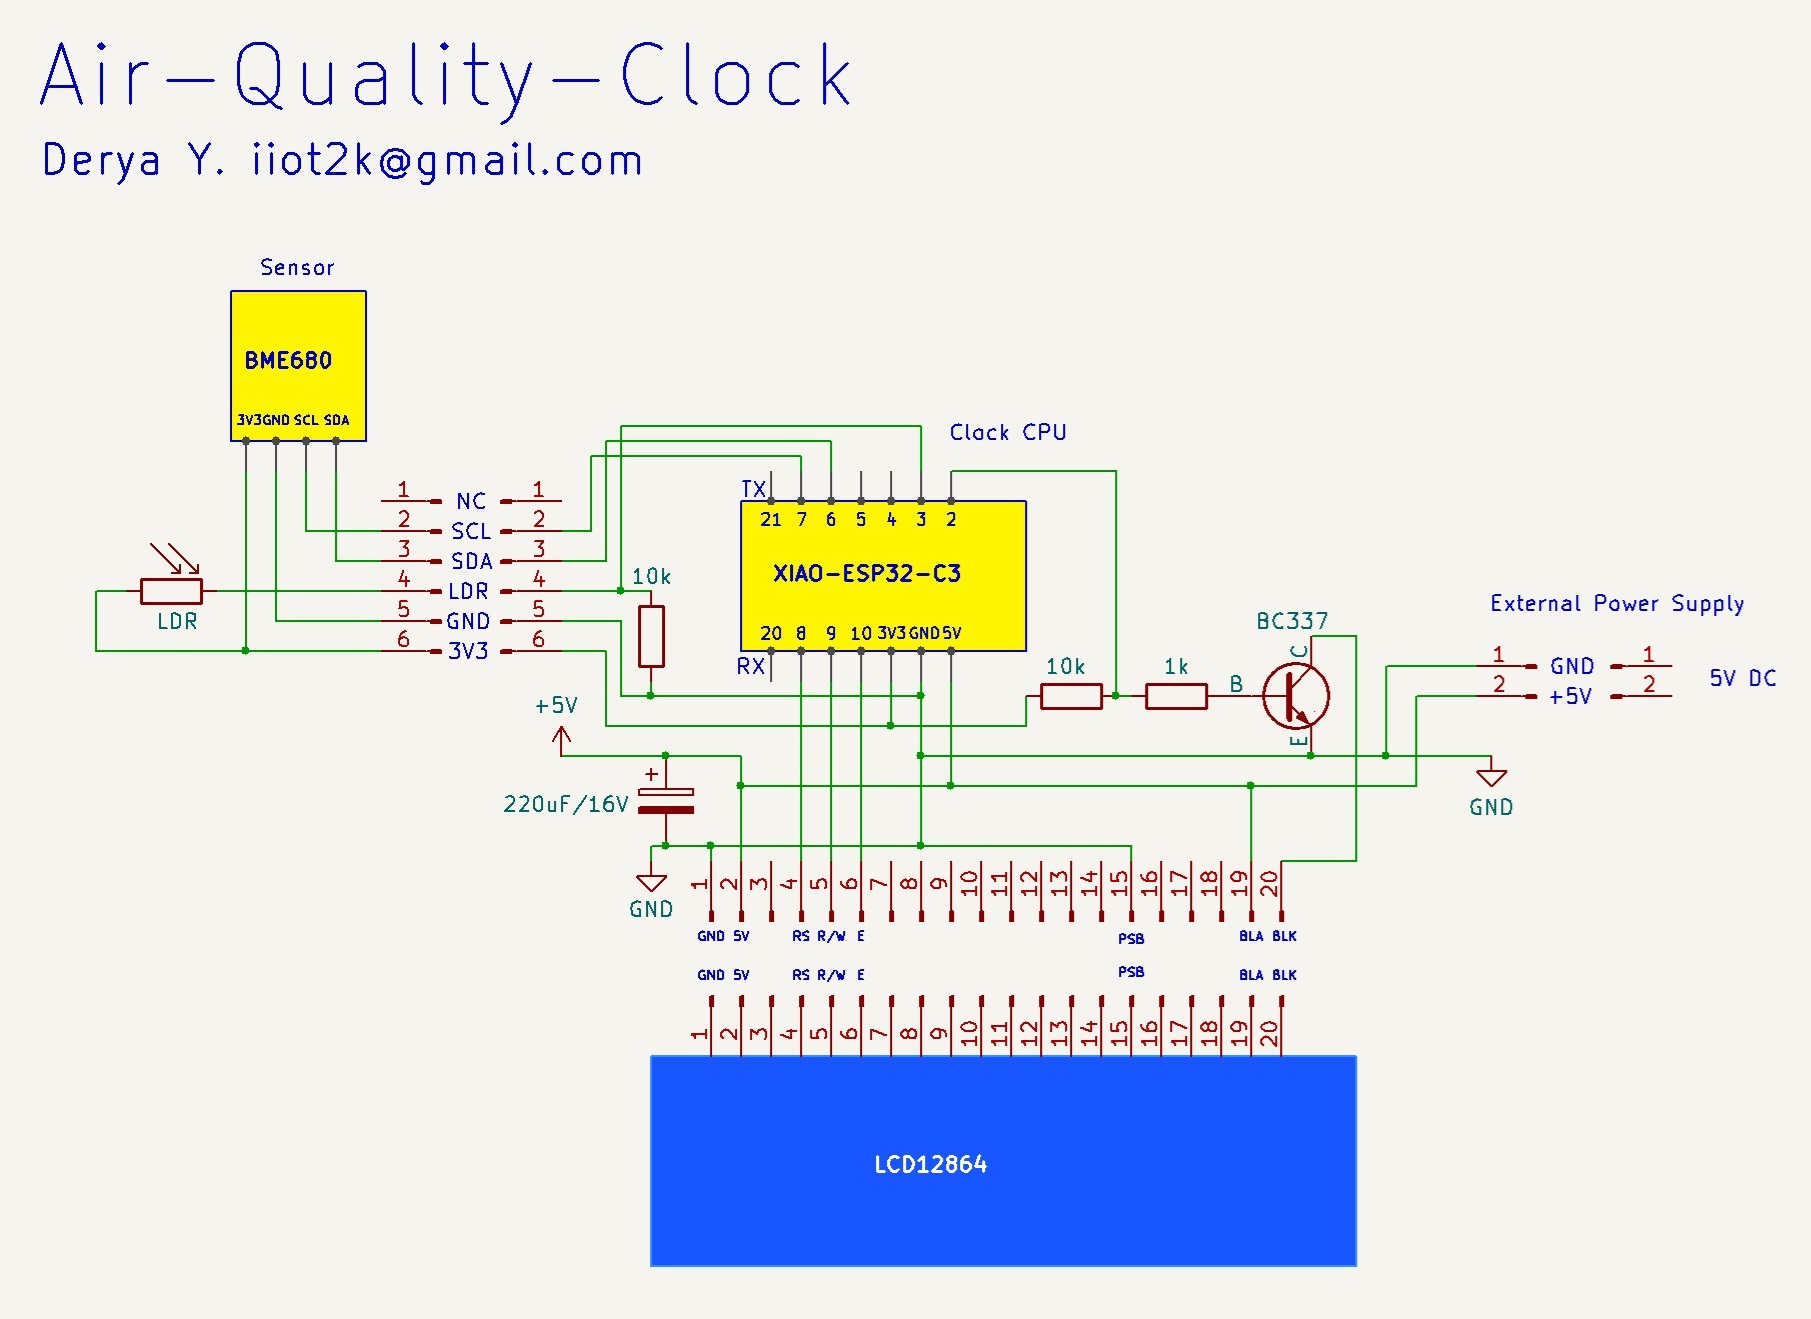 Air-Quality-Clock
Derya Y. iiot2k@gmail.com
Sensor
BME680
3V3 GND SCL SDA
Clock CPU
1 NC 1
2 SCL 2
3 SDA 3
4 LDR 4
5 GND 5
6 3V3 6
LDR
10k
TX
21 7 6 5 4 3 2
XIAO-ESP32-C3
20 8 9 10 3V3 GND 5V
RX
10k
1k
BC337
B
C
E
External Power Supply
1 GND 1
2 +5V 2
5V DC
+5V
+
220uF/16V
GND
GND
1 2 3 4 5 6 7 8 9 10 11 12 13 14 15 16 17 18 19 20
GND 5V RS R/W E PSB BLA BLK
GND 5V RS R/W E PSB BLA BLK
1 2 3 4 5 6 7 8 9 10 11 12 13 14 15 16 17 18 19 20
LCD12864